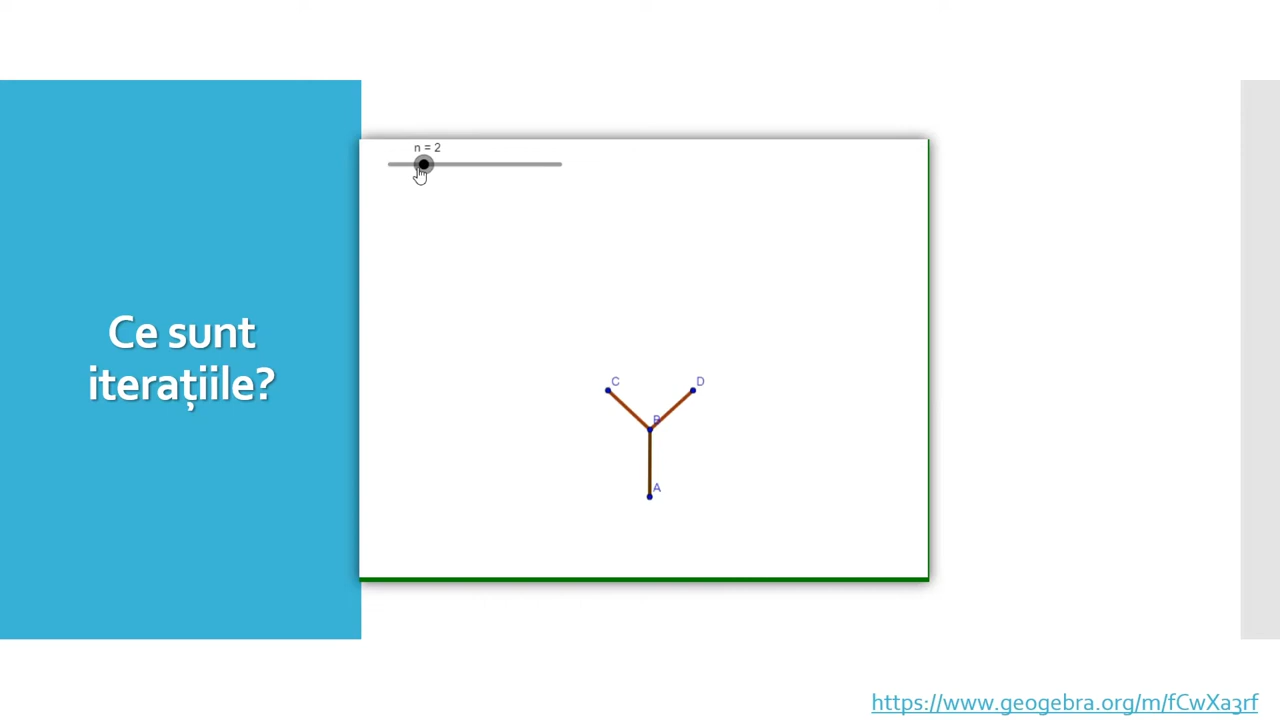 n = 2
Ce sunt
iterațiile?
C
D
B
A
https://www.geogebra.org/m/fCwXa3rf